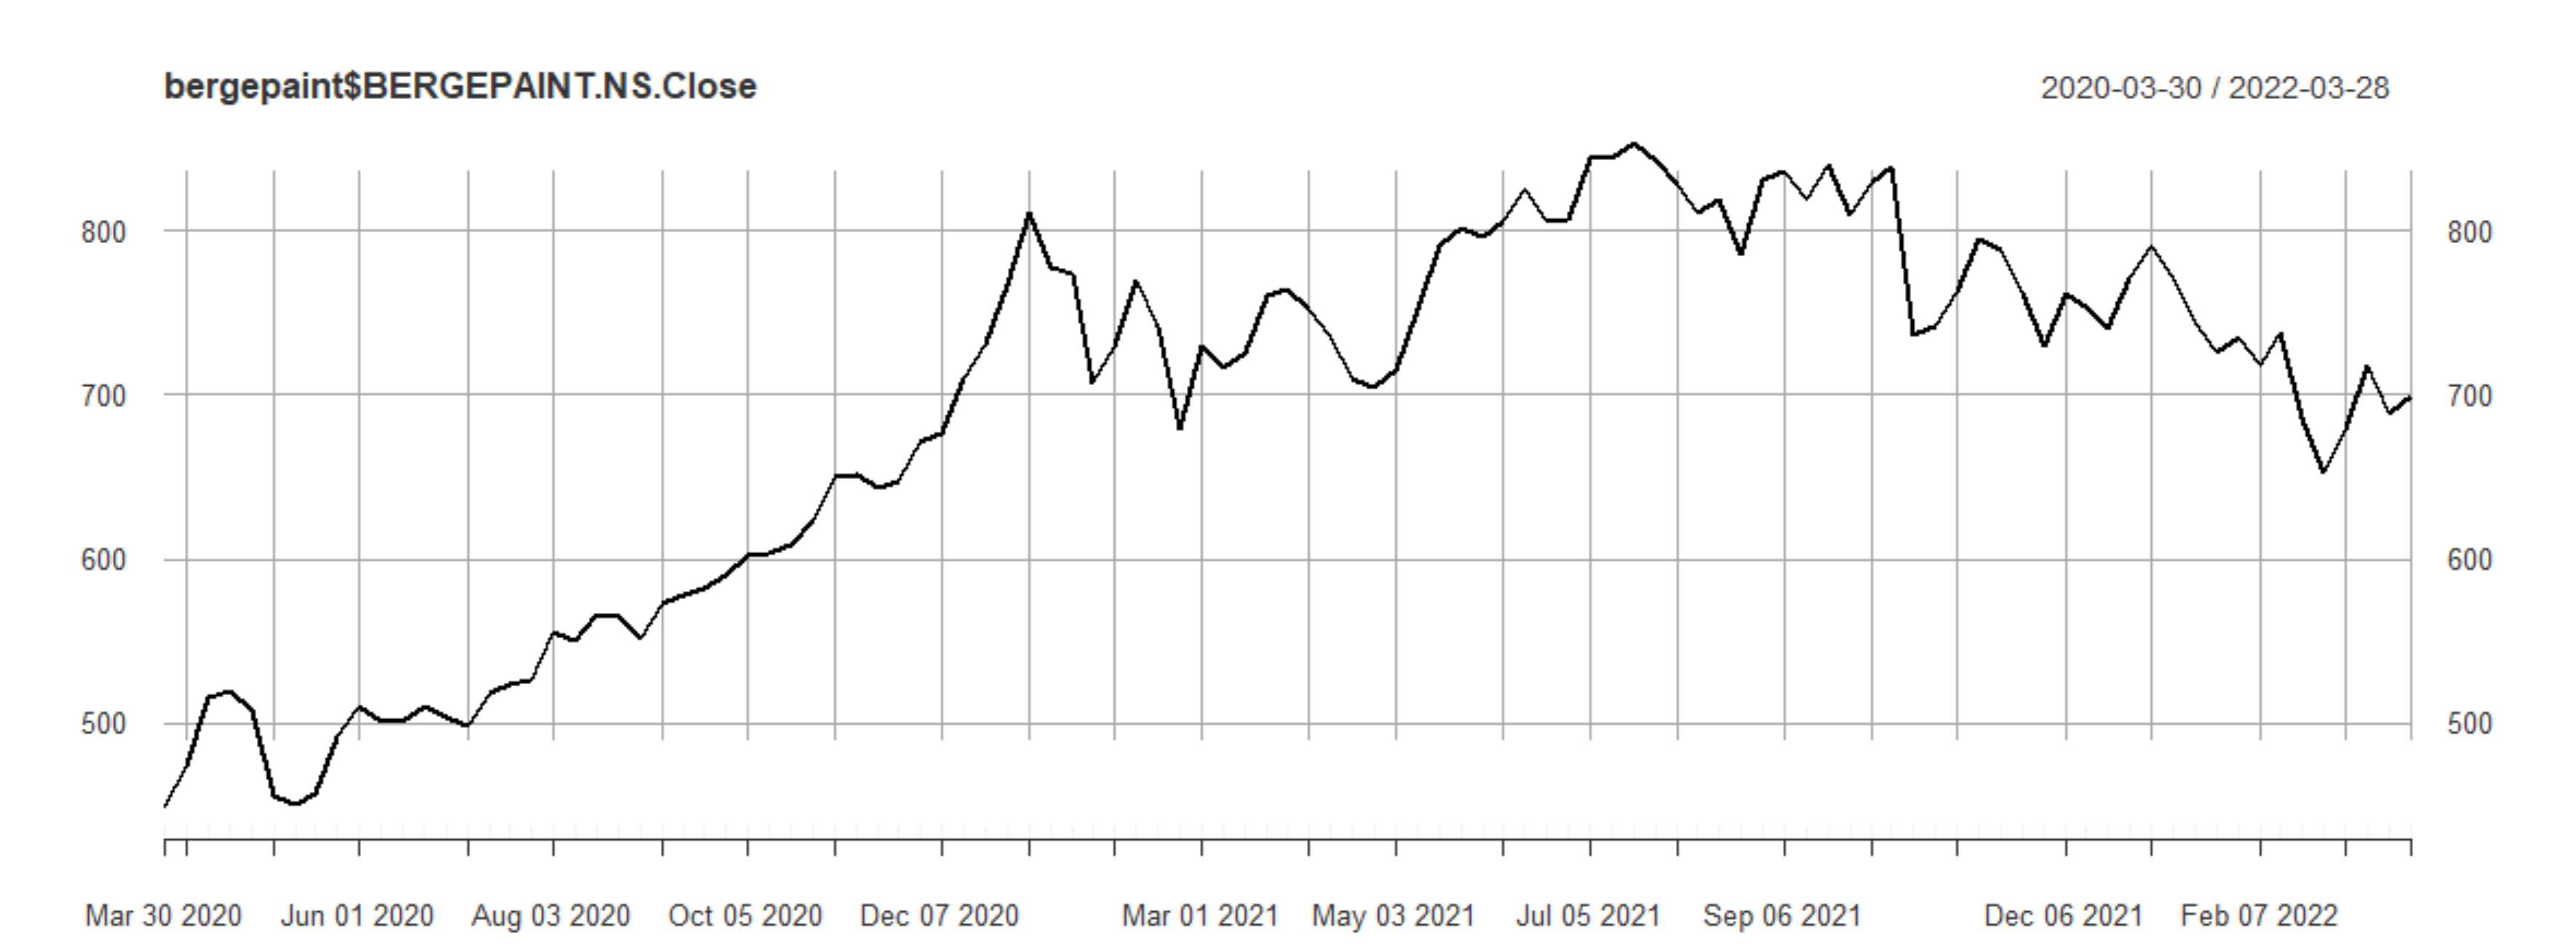 bergepaint$BERGEPAINT.NS.Close 2020-03-30 / 2022-03-28
800 800
700 700
600 600
500 500
Mar 30 2020 Jun 01 2020 Aug 03 2020 Oct 05 2020 Dec 07 2020 Mar 01 2021 May 03 2021 Jul 05 2021 Sep 06 2021 Dec 06 2021 Feb 07 2022